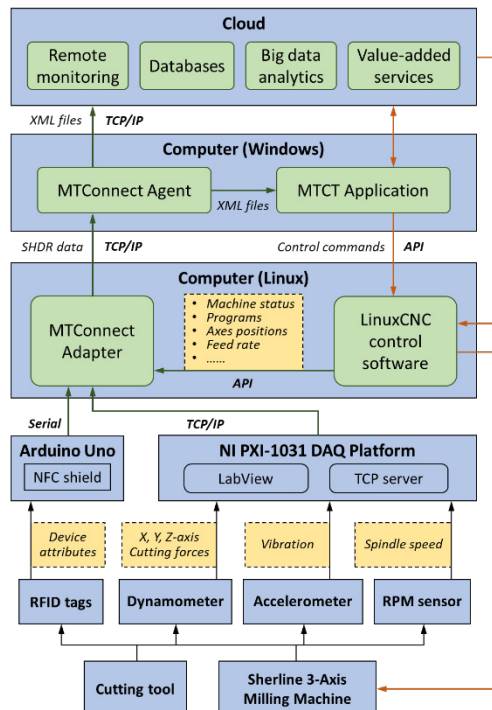 Cloud
Remote
monitoring
Databases
Big data
analytics
Value-added
services
XML files
TCP/IP
Computer (Windows)
MTConnect Agent
MTCT Application
XML files
SHDR data
TCP/IP
Control commands
API
Computer (Linux)
MTConnect
Adapter
• Machine status
• Programs
• Axes positions
• Feed rate
• ......
LinuxCNC
control
software
API
Serial
TCP/IP
Arduino Uno
NFC shield
NI PXI-1031 DAQ Platform
LabView
TCP server
Device
attributes
X, Y, Z-axis
Cutting forces
Vibration
Spindle speed
RFID tags
Dynamometer
Accelerometer
RPM sensor
Cutting tool
Sherline 3-Axis
Milling Machine